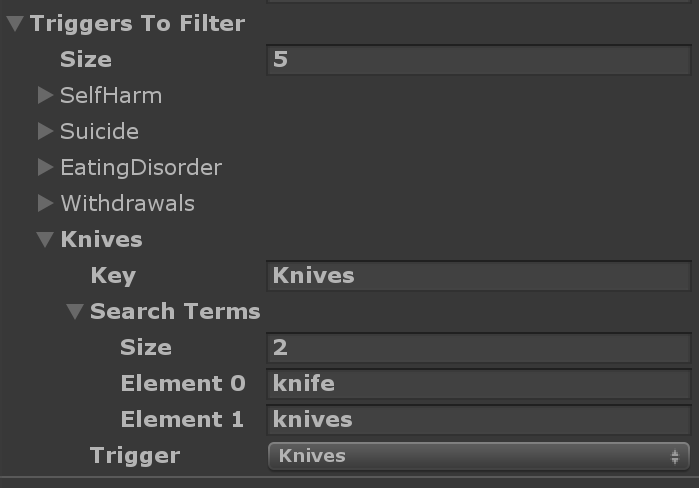 Triggers To Filter
Size 5
SelfHarm
Suicide
EatingDisorder
Withdrawals
Knives
Key Knives
Search Terms
Size 2
Element 0 knife
Element 1 knives
Trigger Knives